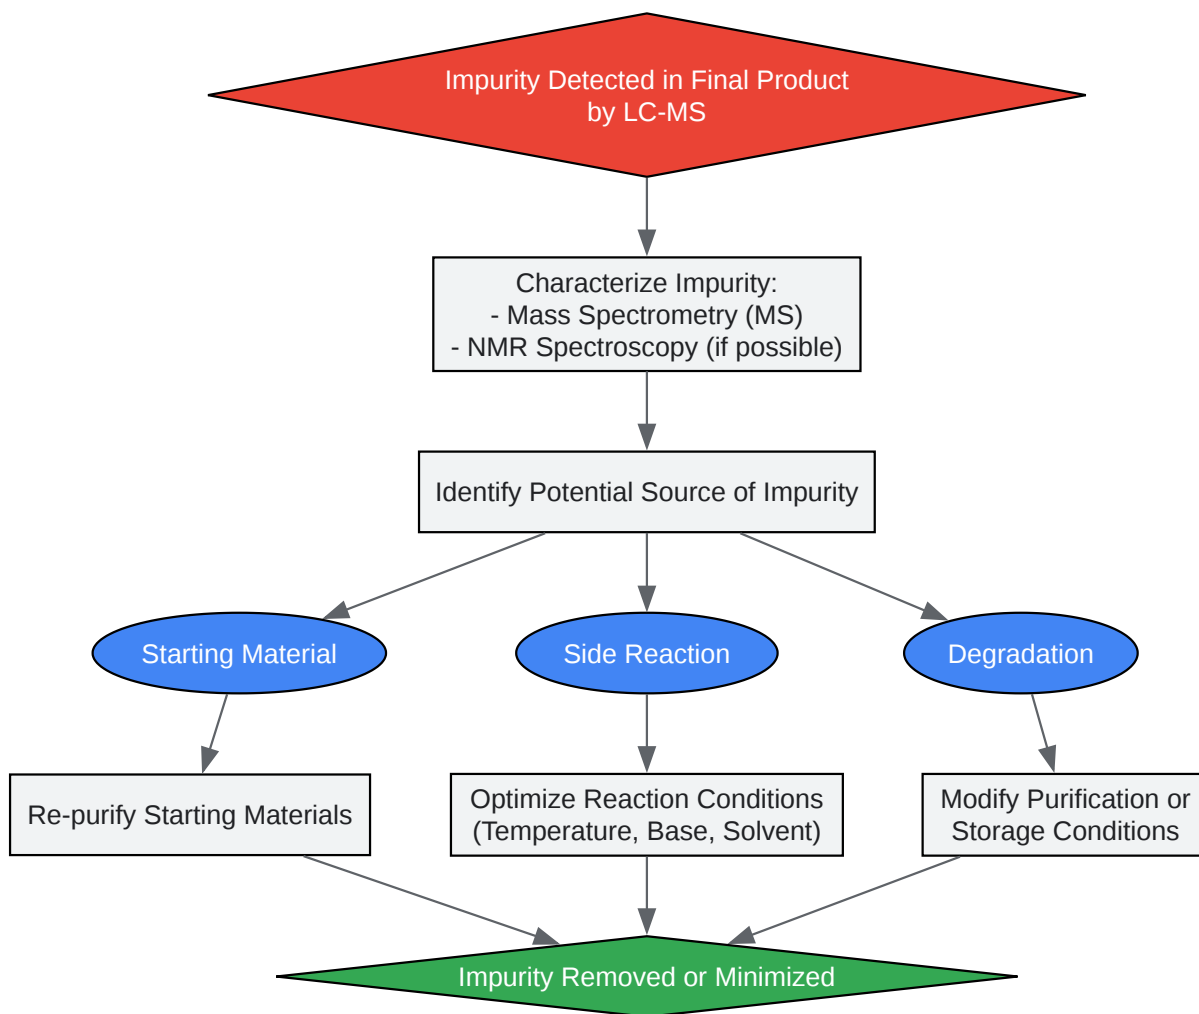 Impurity Detected in Final Product
by LC-MS
Characterize Impurity:
- Mass Spectrometry (MS)
- NMR Spectroscopy (if possible)
Identify Potential Source of Impurity
Starting Material
Side Reaction
Degradation
Re-purify Starting Materials
Optimize Reaction Conditions
(Temperature, Base, Solvent)
Modify Purification or
Storage Conditions
Impurity Removed or Minimized